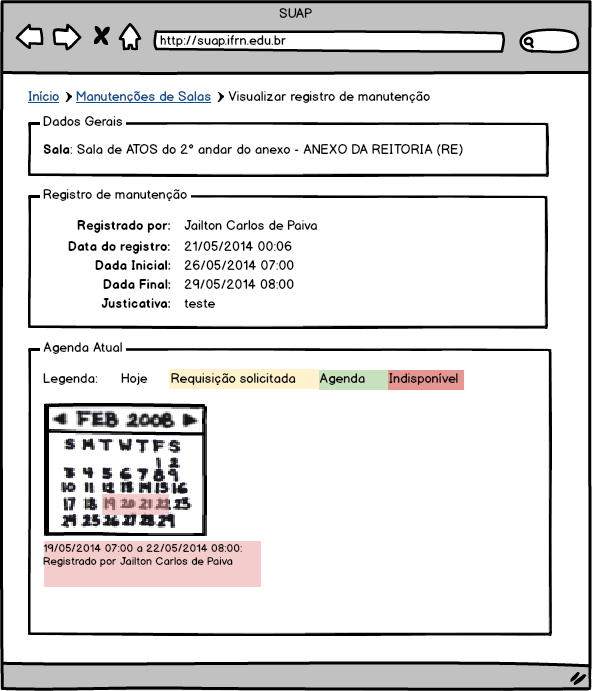 SUAP
http://suap.ifrn.edu.br
Início Manutenções de Salas Visualizar registro de manutenção
Dados Gerais
Sala: Sala de ATOS do 2° andar do anexo - ANEXO DA REITORIA (RE)
Registro de manutenção
Registrado por: Jailton Carlos de Paiva
Data do registro: 21/05/2014 00:06
Dada Inicial: 26/05/2014 07:00
Dada Final: 29/05/2014 08:00
Justicativa: teste
Agenda Atual
Legenda: Hoje Requisição solicitada Agenda Indisponível
FEB 2008
S M T W T F S
1 2
3 4 5 6 7 8 9
10 11 12 13 14 15 16
17 18 19 20 21 22 23
24 25 26 27 28 29
19/05/2014 07:00 a 22/05/2014 08:00:
Registrado por Jailton Carlos de Paiva